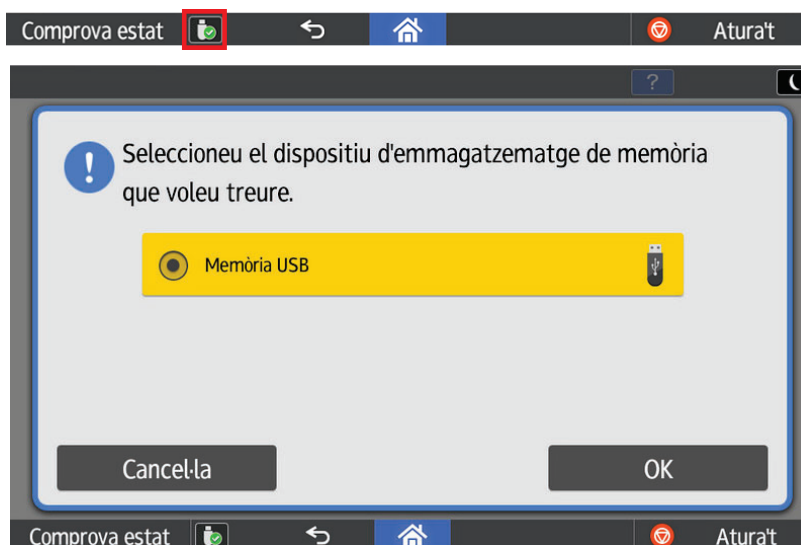 Comprova estat Atura't
?
Seleccioneu el dispositiu d'emmagatzematge de memòria
que voleu treure.
Memòria USB
Cancel·la OK
Comprova estat Atura't